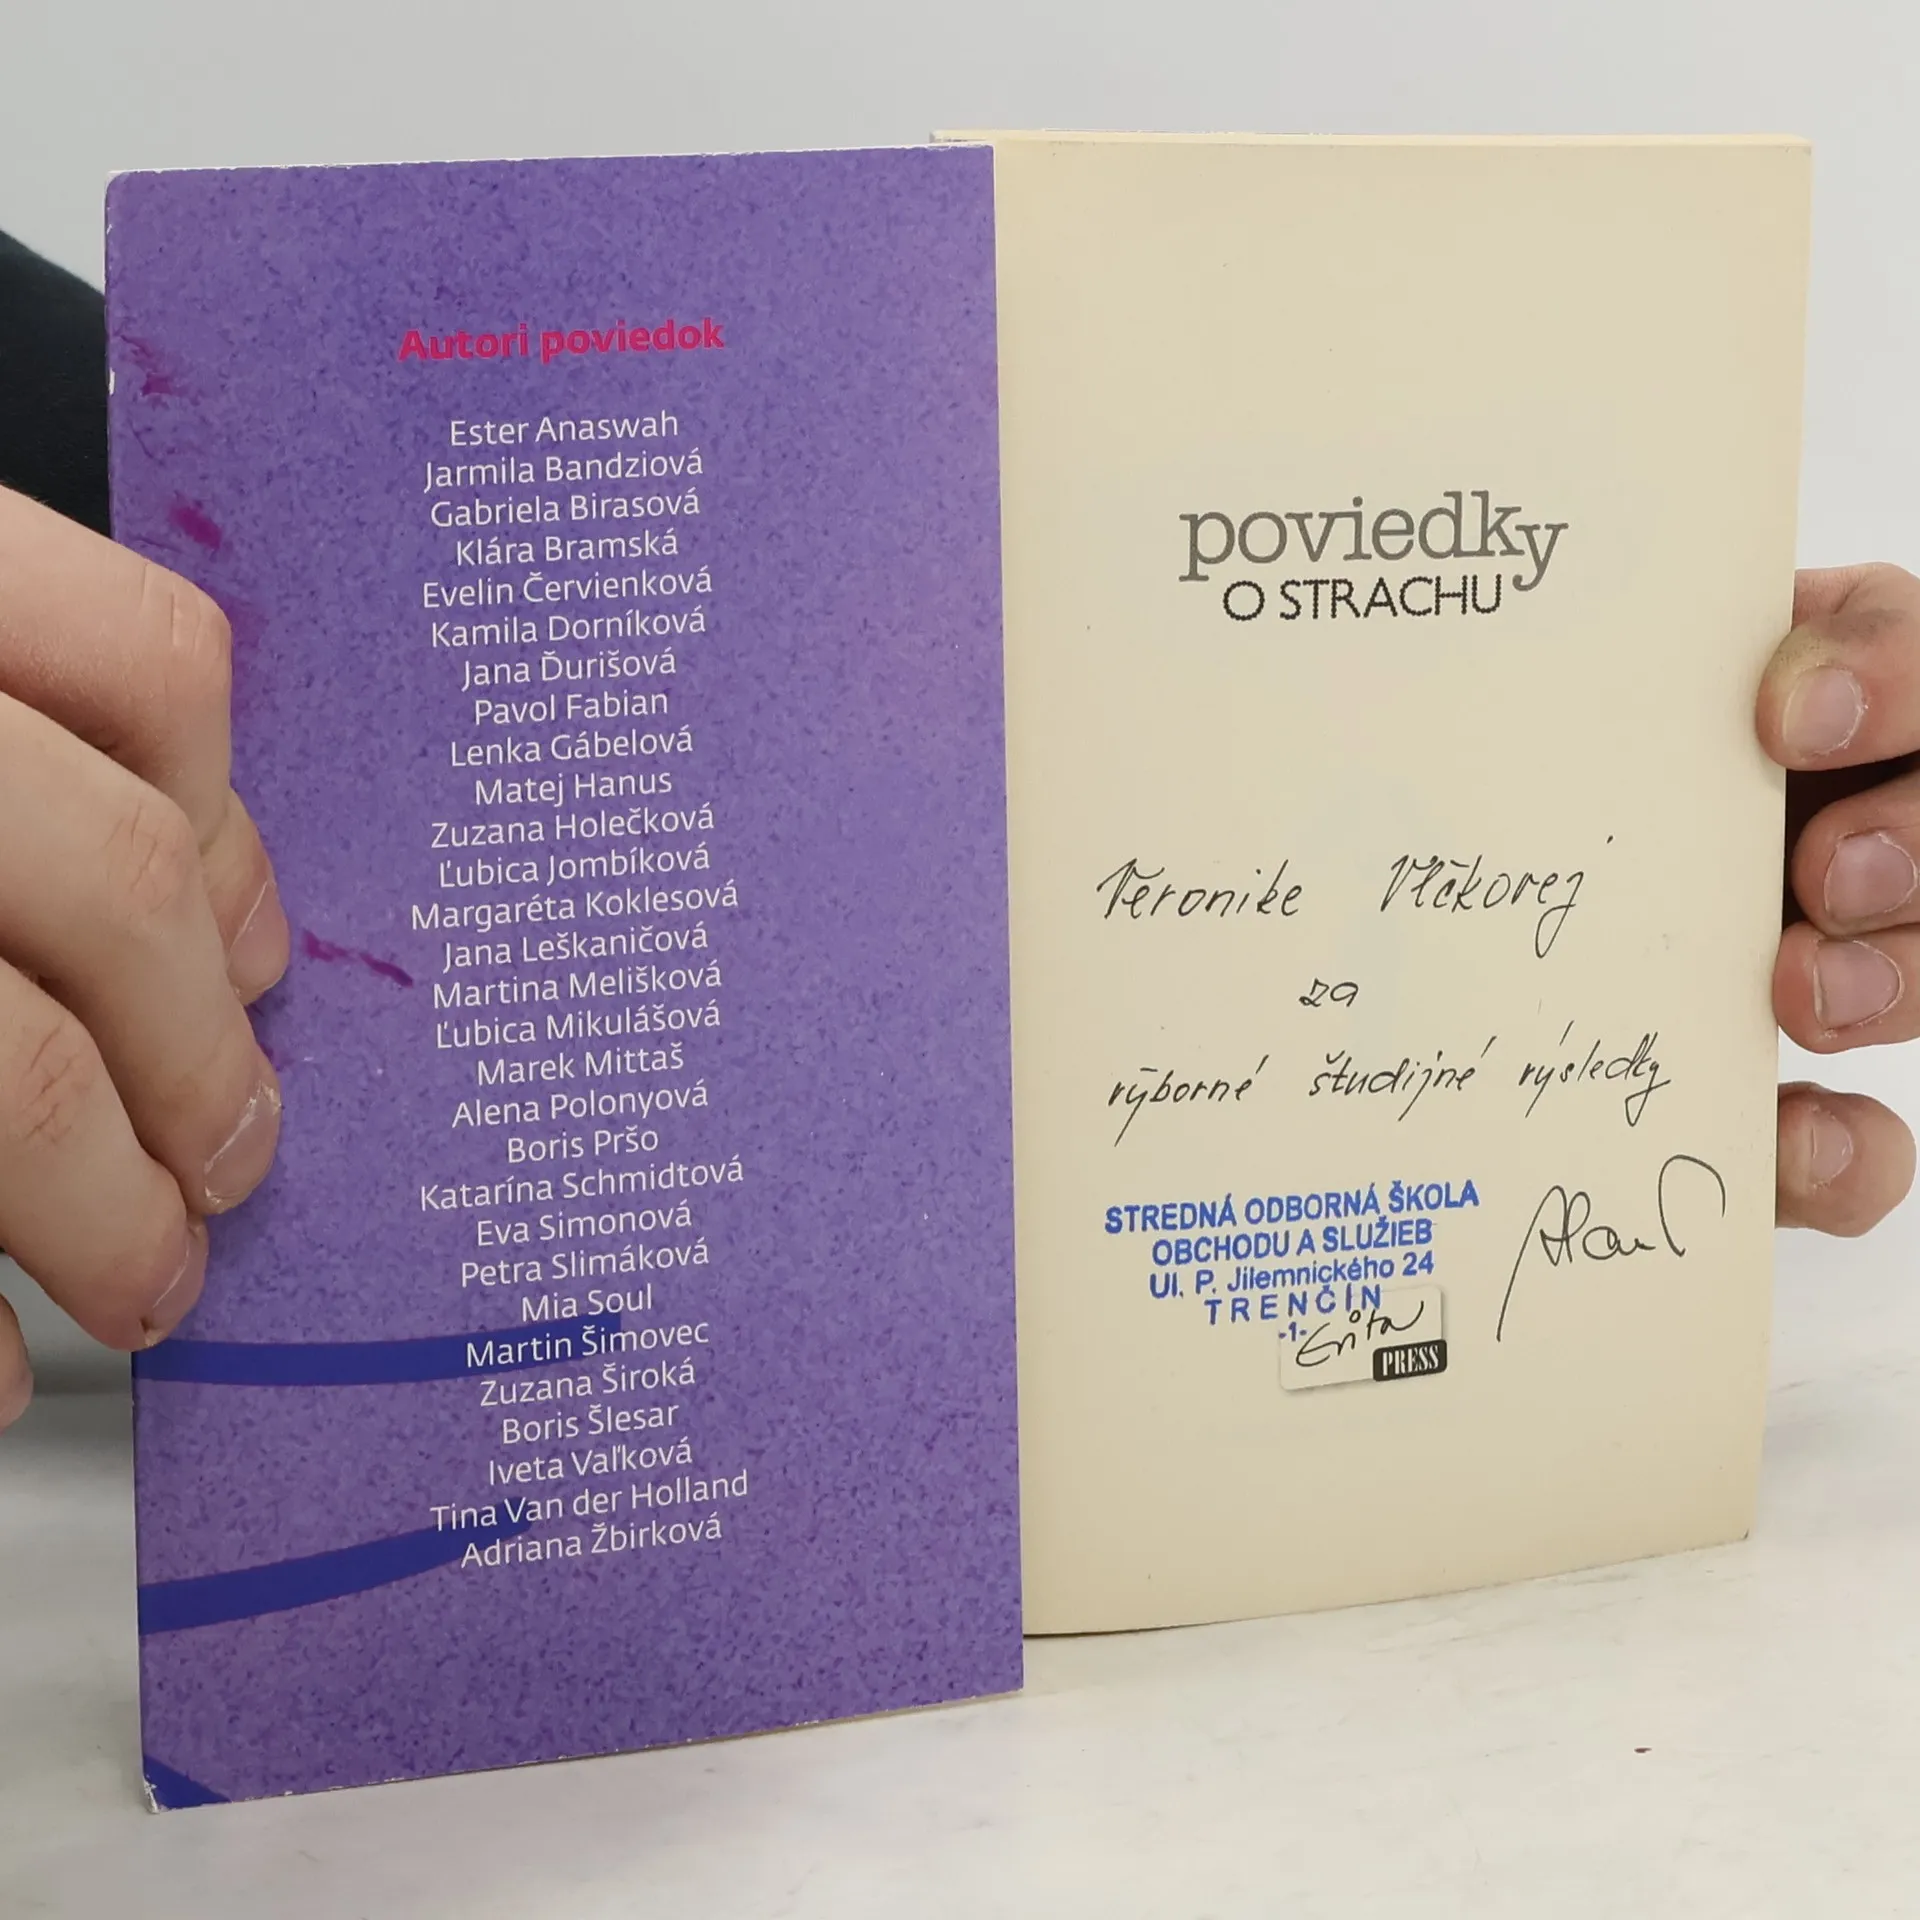 Autori poviedok
Ester Anaswah
Jarmila Bandziová
Gabriela Birasová
Klára Bramská
Evelin Červienková
Kamila Dorníková
Jana Ďurišová
Pavol Fabian
Lenka Gábelová
Matej Hanus
Zuzana Holečková
Ľubica Jombíková
Margaréta Koklesová
Jana Leškaničová
Martina Melišková
Ľubica Mikulášová
Marek Mittaš
Alena Polonyová
Boris Pršo
Katarína Schmidtová
Eva Simonová
Petra Slimáková
Mia Soul
Martin Šimovec
Zuzana Široká
Boris Šlesar
Iveta Vaľková
Tina Van der Holland
Adriana Žbirková
poviedky
O STRACHU
Veronike Vlčkovej
za
výborné študijné výsledky
STREDNÁ ODBORNÁ ŠKOLA
OBCHODU A SLUŽIEB
Ul. P. Jilemnického 24
TRENČÍN
-1-
PRESS